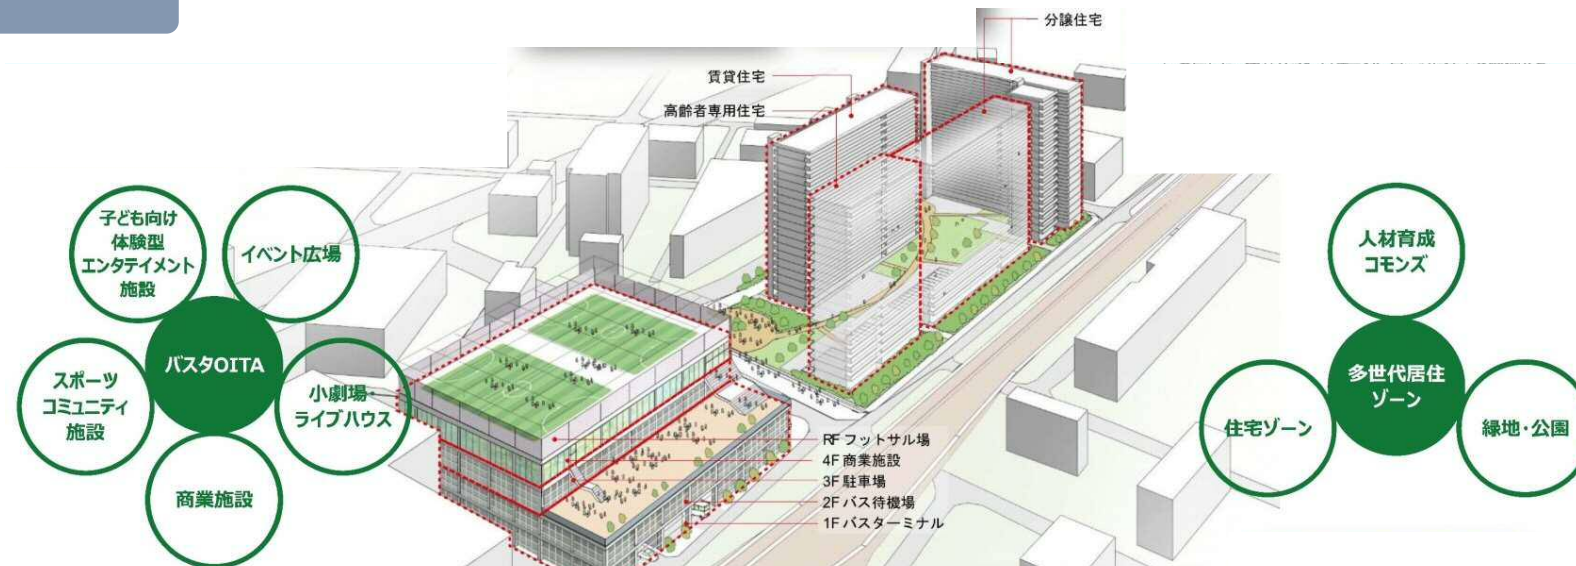 分譲住宅
賃貸住宅
高齢者専用住宅
子ども向け
体験型
エンタテイメント
施設
イベント広場
バスタOITA
スポーツ
コミュニティ
施設
小劇場
ライブハウス
商業施設
RF フットサル場
4F 商業施設
3F 駐車場
2F バス待機場
1F バスターミナル
人材育成
コモンズ
多世代居住
ゾーン
住宅ゾーン
緑地・公園